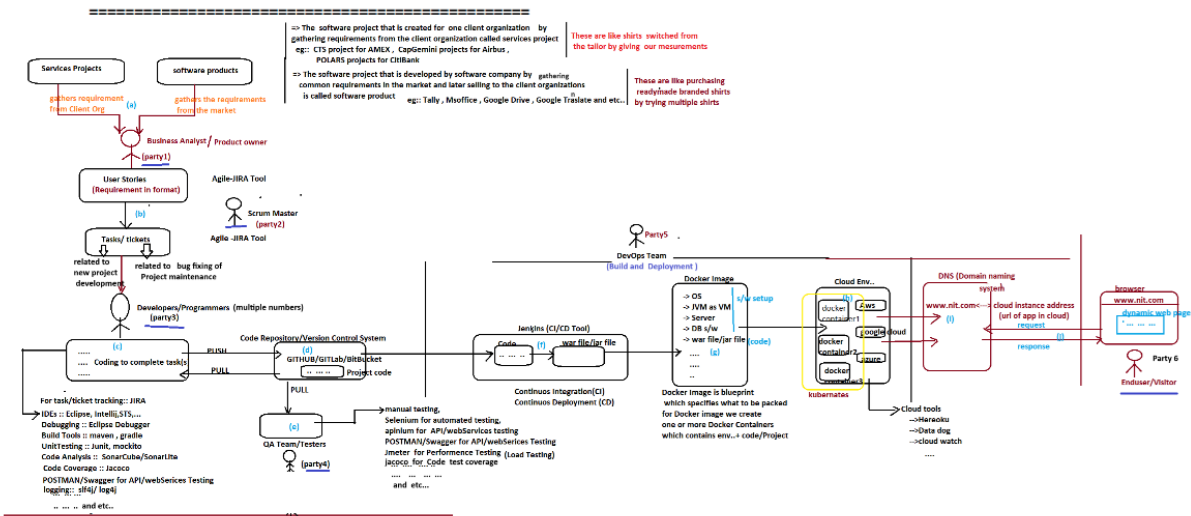 => The software project that is created for one client organization by
gathering requirements from the client organization called services project
eg:: CTS project for AMEX , CapGemini projects for Airbus ,
POLARS projects for CitiBank
These are like shirts switched from
the tailor by giving our mesurements
=> The software project that is developed by software company by gathering
common requirements in the market and later selling to the client organizations
is called software product
eg:: Tally , Msoffice , Google Drive , Google Traslate and etc..
n
These are like purchasing
readymade branded shirts
by trying multiple shirts
Services Projects
software products
gathers requirement
from Client Org
(a)
gathers the requirements
from the market
Business Analyst/ Product owner
(party1)
User Stories
(Requirement in format)
Agile-JIRA Tool
(b)
Scrum Master
(party2)
Tasks/ tickets
Agile -JIRA Tool
related to
new project
development
related to bug fixing of
Project maintenance
Developers/Programmers (multiple numbers)
(party3)
(c)
.....
Coding to complete task(s)
.....
PUSH
PULL
Code Repository/Version Control System
(d)
GITHUB/GITLab/BitBucket
.. ... ..
Project code
PULL
(e)
QA Team/Testers
(party4)
For task/ticket tracking:: JIRA
IDEs :: Eclipse, Intellij,STS,...
Debugging :: Eclipse Debugger
Build Tools :: maven , gradle
UnitTesting :: Junit, mockito
Code Analysis :: SonarCube/SonarLite
Code Coverage :: Jacoco
POSTMAN/Swagger for API/webSerices Testing
logging:: slf4j/ log4j
... ... ...
.. ... .. and etc..
manual testing,
Selenium for automated testing,
apinium for API/webServices testing
POSTMAN/Swagger for API/webSerices Testing
Jmeter for Performence Testing (Load Testing)
jacoco for Code test coverage
.... ... .... ..
.... .... ... ...
and etc...
Jenjins (CI/CD Tool)
Code
(f)
war file/jar file
.. ... ..
Continuos Integration(CI)
Continuos Deployment (CD)
Party5
DevOps Team
(Build and Deployment )
Docker Image
-> OS
-> JVM as VM
-> Server
-> DB s/w
-> war file/jar file
....
....
..
s/w setup
(code)
(g)
Docker Image is blueprint
which specifies what to be packed
for Docker image we create
one or more Docker Containers
which contains env..+ code/Project
Cloud Env..
(h)
docker
container1
docker
container2
docker
container3
aws
google cloud
azure
kubernates
Cloud tools
-->Hereoku
-->Data dog
-->cloud watch
....
DNS (Domain naming
system
www.nit.com<---> cloud instance address
(url of app in cloud)
(i)
request
(j)
response
browser
www.nit.com
dynamic web page
Party 6
Enduser/Visitor